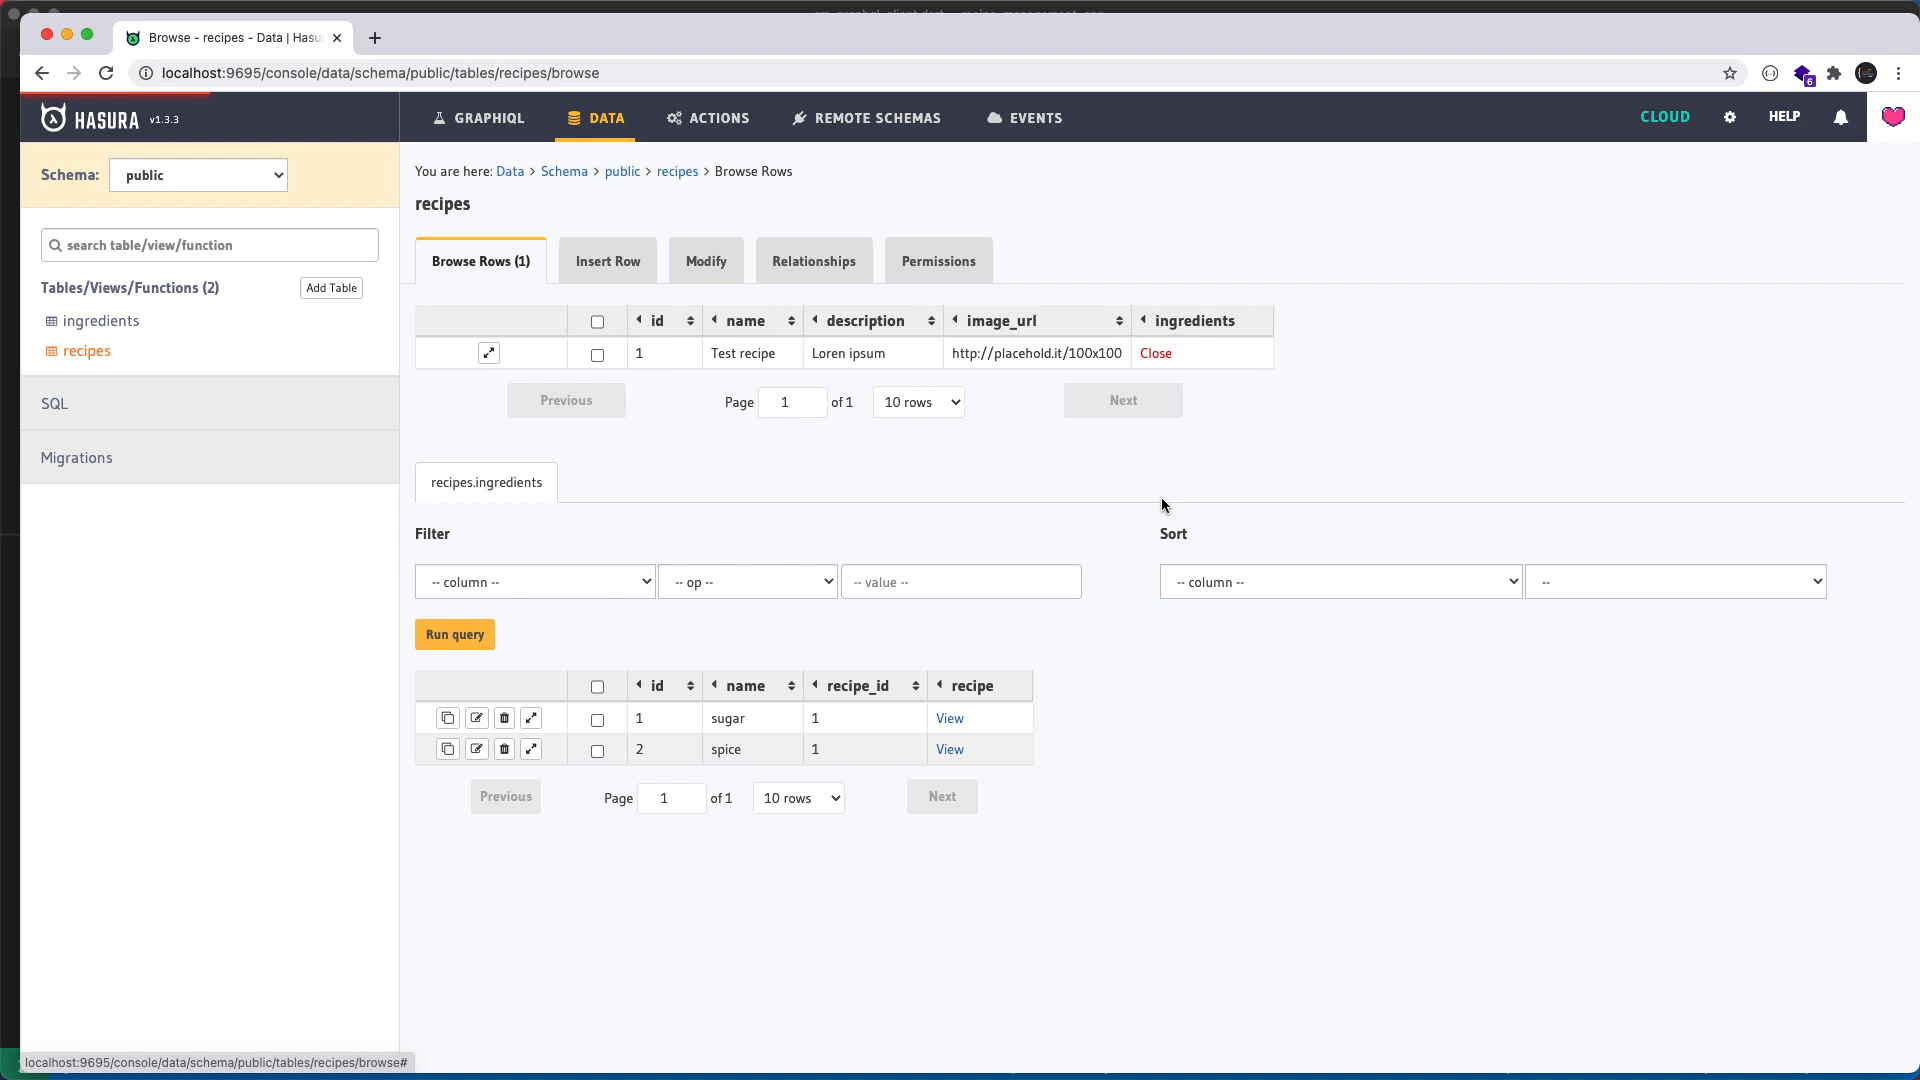 Browse - recipes - Data | Hasu
localhost:9695/console/data/schema/public/tables/recipes/browse
6
HASURA v1.3.3
GRAPHIQL DATA ACTIONS REMOTE SCHEMAS EVENTS
CLOUD HELP
Schema: public
You are here: Data > Schema > public > recipes > Browse Rows
recipes
search table/view/function
Browse Rows (1) Insert Row Modify Relationships Permissions
Tables/Views/Functions (2) Add Table
ingredients
recipes
SQL
Migrations
id name description image_url ingredients
1 Test recipe Loren ipsum http://placehold.it/100x100 Close
Previous Page 1 of 1 10 rows Next
recipes.ingredients
Filter Sort
-- column -- -- op -- -- value -- -- column -- --
Run query
id name recipe_id recipe
1 sugar 1 View
2 spice 1 View
Previous Page 1 of 1 10 rows Next
localhost:9695/console/data/schema/public/tables/recipes/browse#